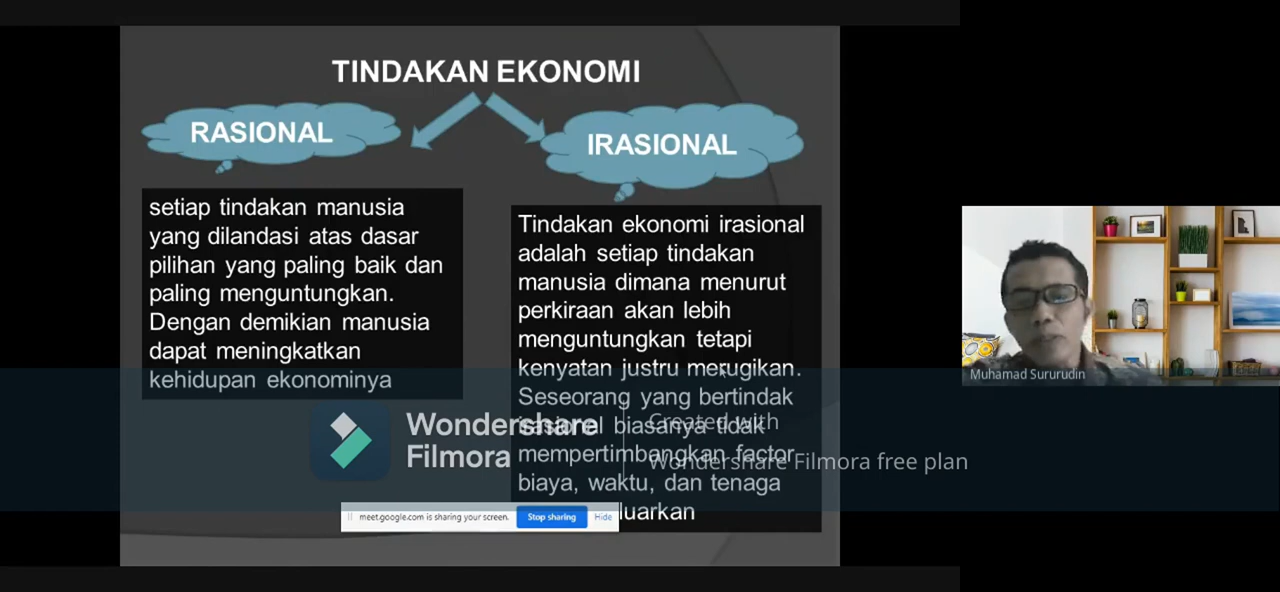 TINDAKAN EKONOMI
RASIONAL
IRASIONAL
setiap tindakan manusia
yang dilandasi atas dasar
pilihan yang paling baik dan
paling menguntungkan.
Dengan demikian manusia
dapat meningkatkan
kehidupan ekonominya
Tindakan ekonomi irasional
adalah setiap tindakan
manusia dimana menurut
perkiraan akan lebih
menguntungkan tetapi
kenyatan justru merugikan.
Seseorang yang bertindak
irasional biasanya tidak
mempertimbangkan factor
biaya, waktu, dan tenaga
luarkan
Muhamad Sururudin
Wondershare
Filmora
Created with
Wondershare Filmora free plan
meet.google.com is sharing your screen.
Stop sharing
Hide